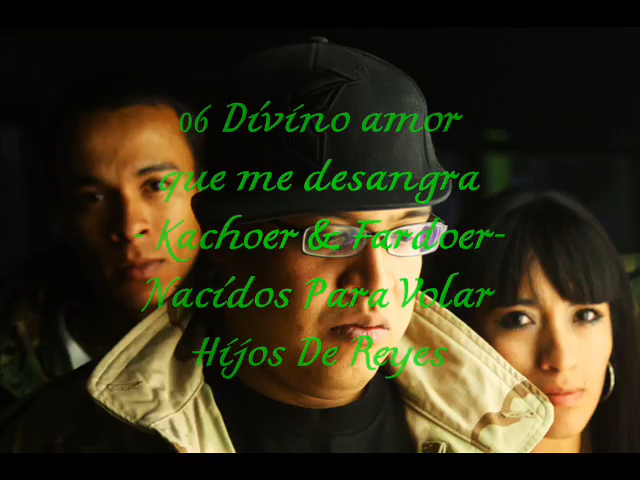 06 Divino amor
que me desangra
- Kachoer & Fardoer-
Nacidos Para Volar
Hijos De Reyes